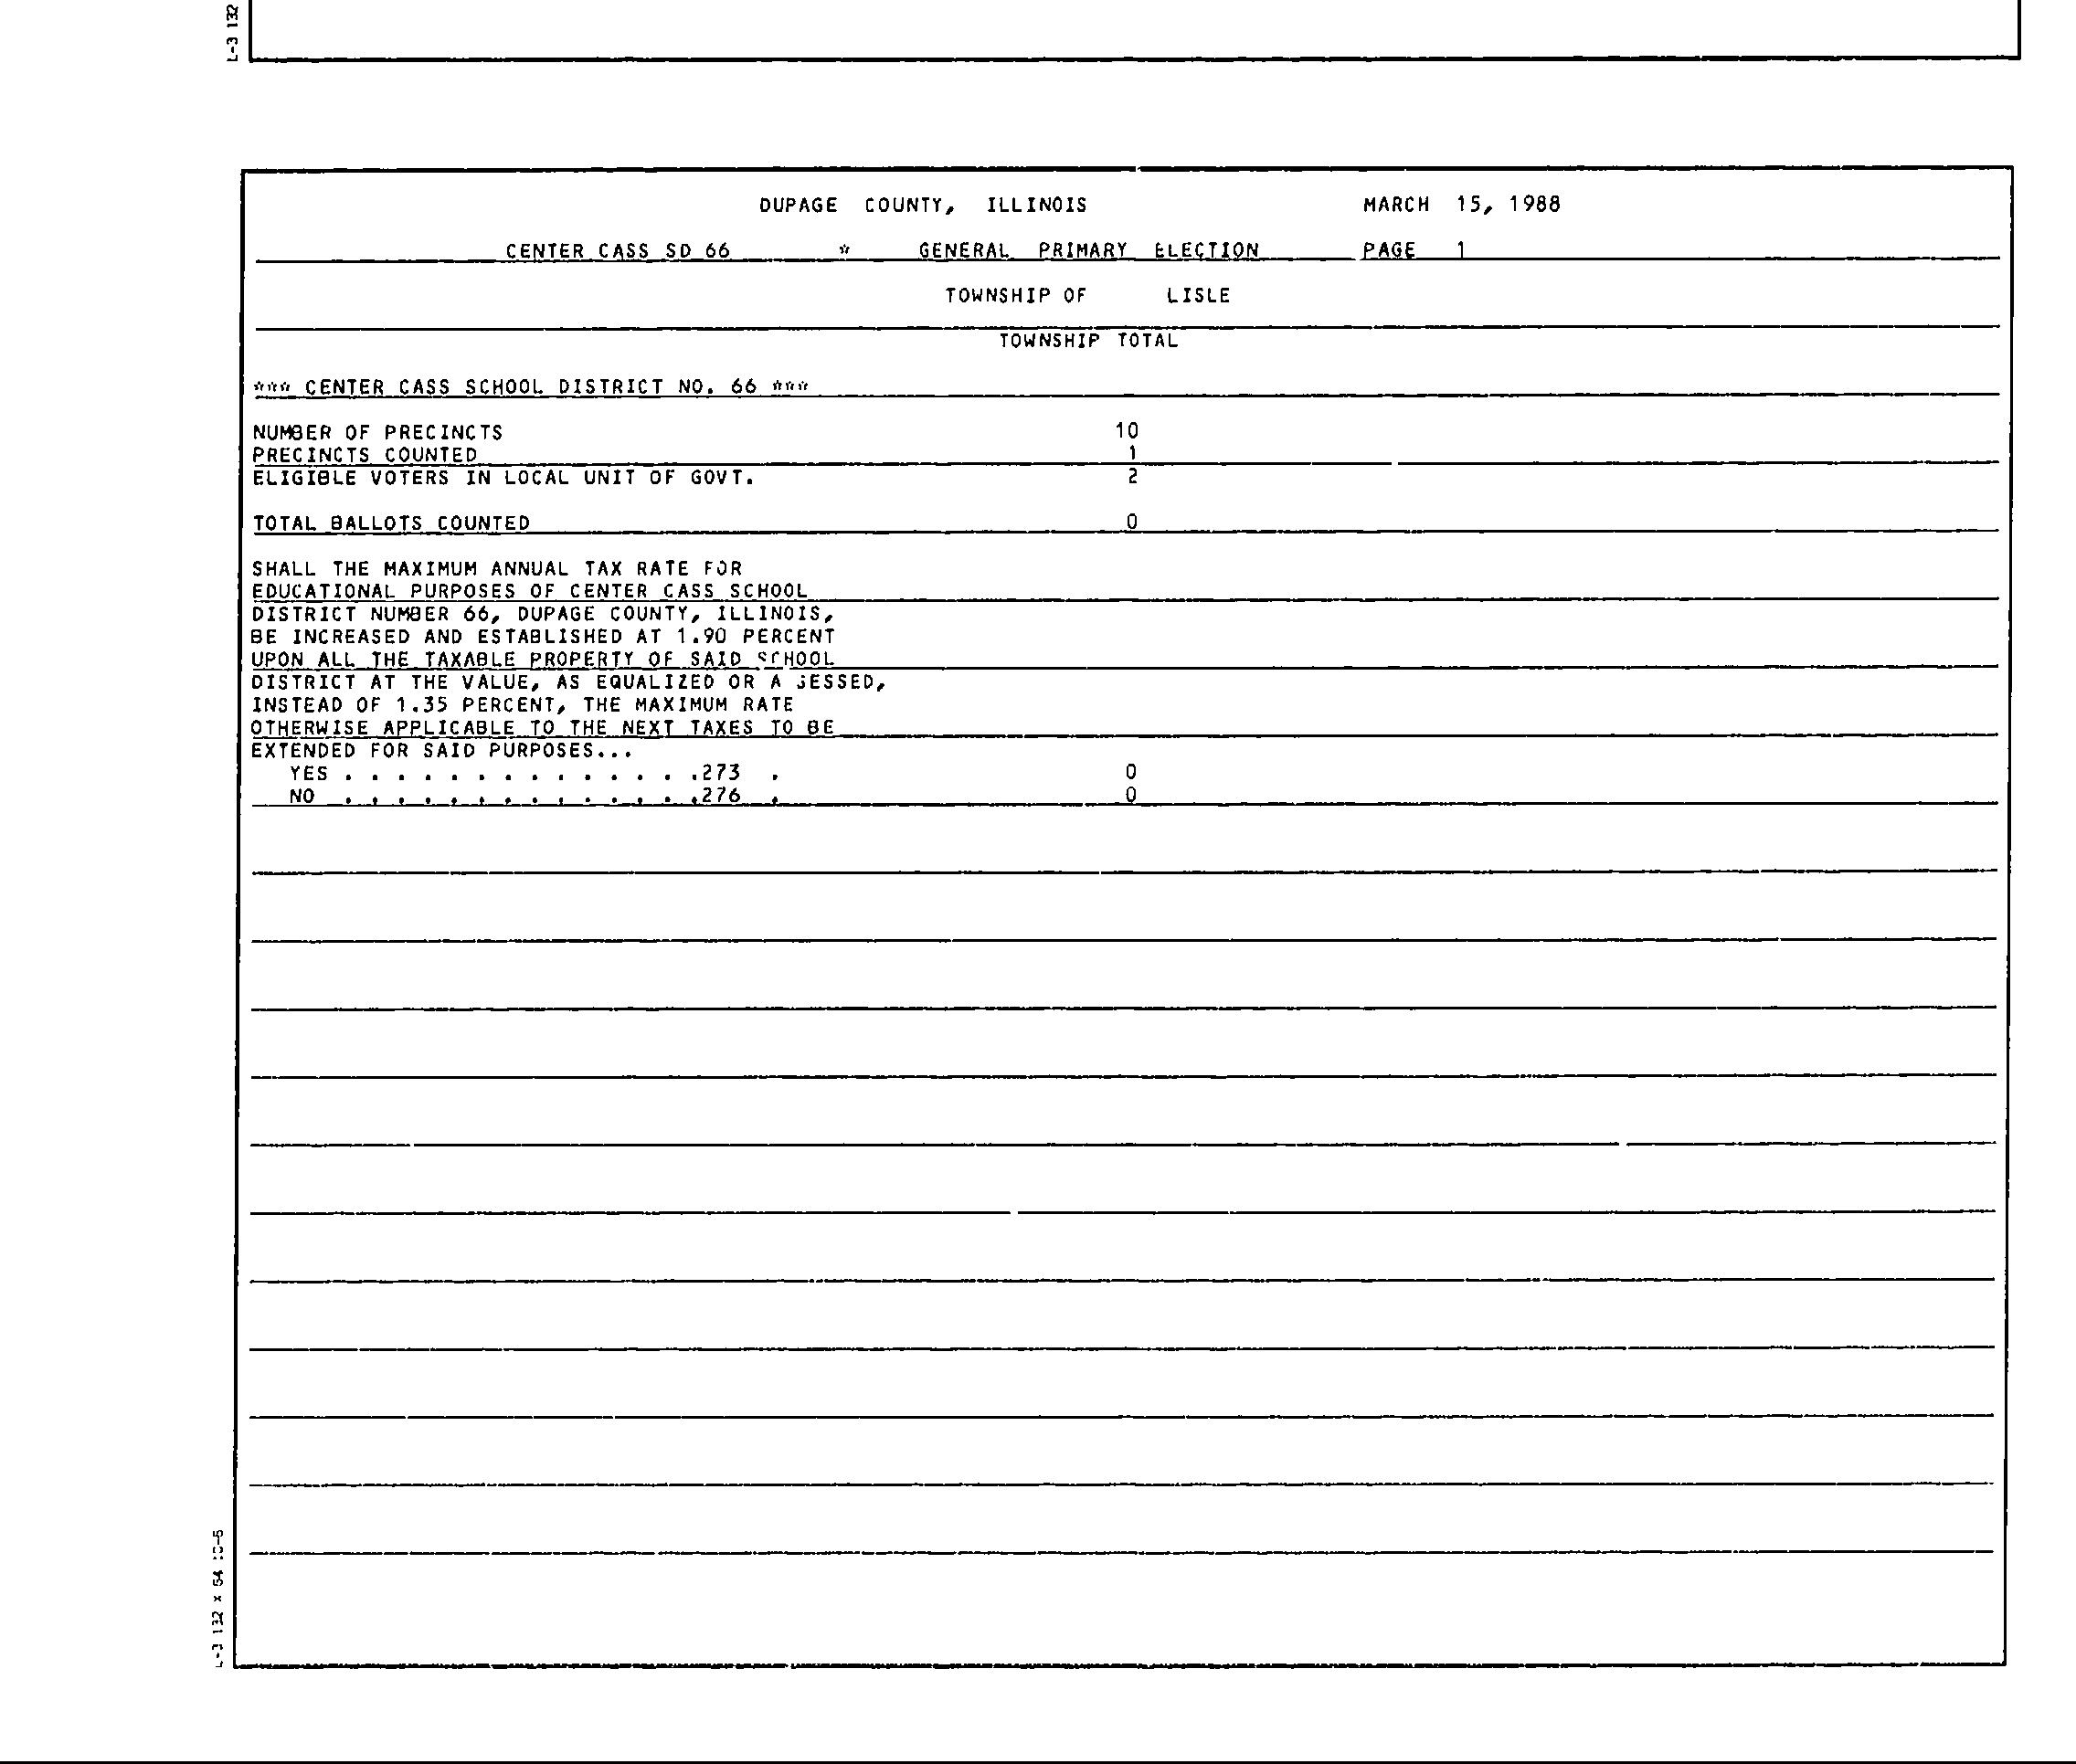 L-3 132
DUPAGE COUNTY, ILLINOIS MARCH 15, 1988
CENTER CASS SD 66 * GENERAL PRIMARY ELECTION PAGE 1
TOWNSHIP OF LISLE
TOWNSHIP TOTAL
*** CENTER CASS SCHOOL DISTRICT NO. 66 ***
NUMBER OF PRECINCTS 10
PRECINCTS COUNTED 1
ELIGIBLE VOTERS IN LOCAL UNIT OF GOVT. 2
TOTAL BALLOTS COUNTED 0
SHALL THE MAXIMUM ANNUAL TAX RATE FOR
EDUCATIONAL PURPOSES OF CENTER CASS SCHOOL
DISTRICT NUMBER 66, DUPAGE COUNTY, ILLINOIS,
BE INCREASED AND ESTABLISHED AT 1.90 PERCENT
UPON ALL THE TAXABLE PROPERTY OF SAID SCHOOL
DISTRICT AT THE VALUE, AS EQUALIZED OR A SESSED,
INSTEAD OF 1.35 PERCENT, THE MAXIMUM RATE
OTHERWISE APPLICABLE TO THE NEXT TAXES TO BE
EXTENDED FOR SAID PURPOSES...
YES . . . . . . . . . . . . . .273 . 0
NO . . . . . . . . . . . . . .276 . 0
L-3 132 x 64 10-6